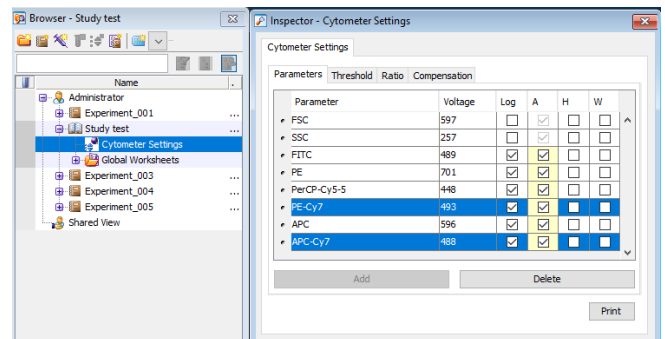 Browser - Study test
Name
Administrator
Experiment_001 ...
Study test ...
Cytometer Settings
Global Worksheets
Experiment_003 ...
Experiment_004 ...
Experiment_005 ...
Shared View
Inspector - Cytometer Settings
Cytometer Settings
Parameters Threshold Ratio Compensation
Parameter Voltage Log A H W
FSC 597
SSC 257
FITC 489
PE 701
PerCP-Cy5-5 448
PE-Cy7 493
APC 596
APC-Cy7 488
Add Delete
Print